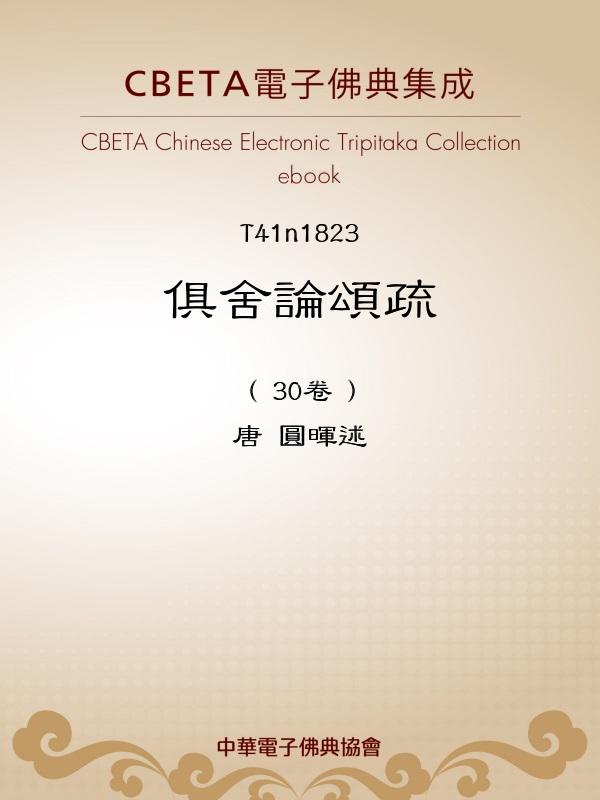 CBETA電子佛典集成
CBETA Chinese Electronic Tripitaka Collection
ebook
T41n1823
俱舍論頌疏
（ 30卷 ）
唐 圓暉述
中華電子佛典協會